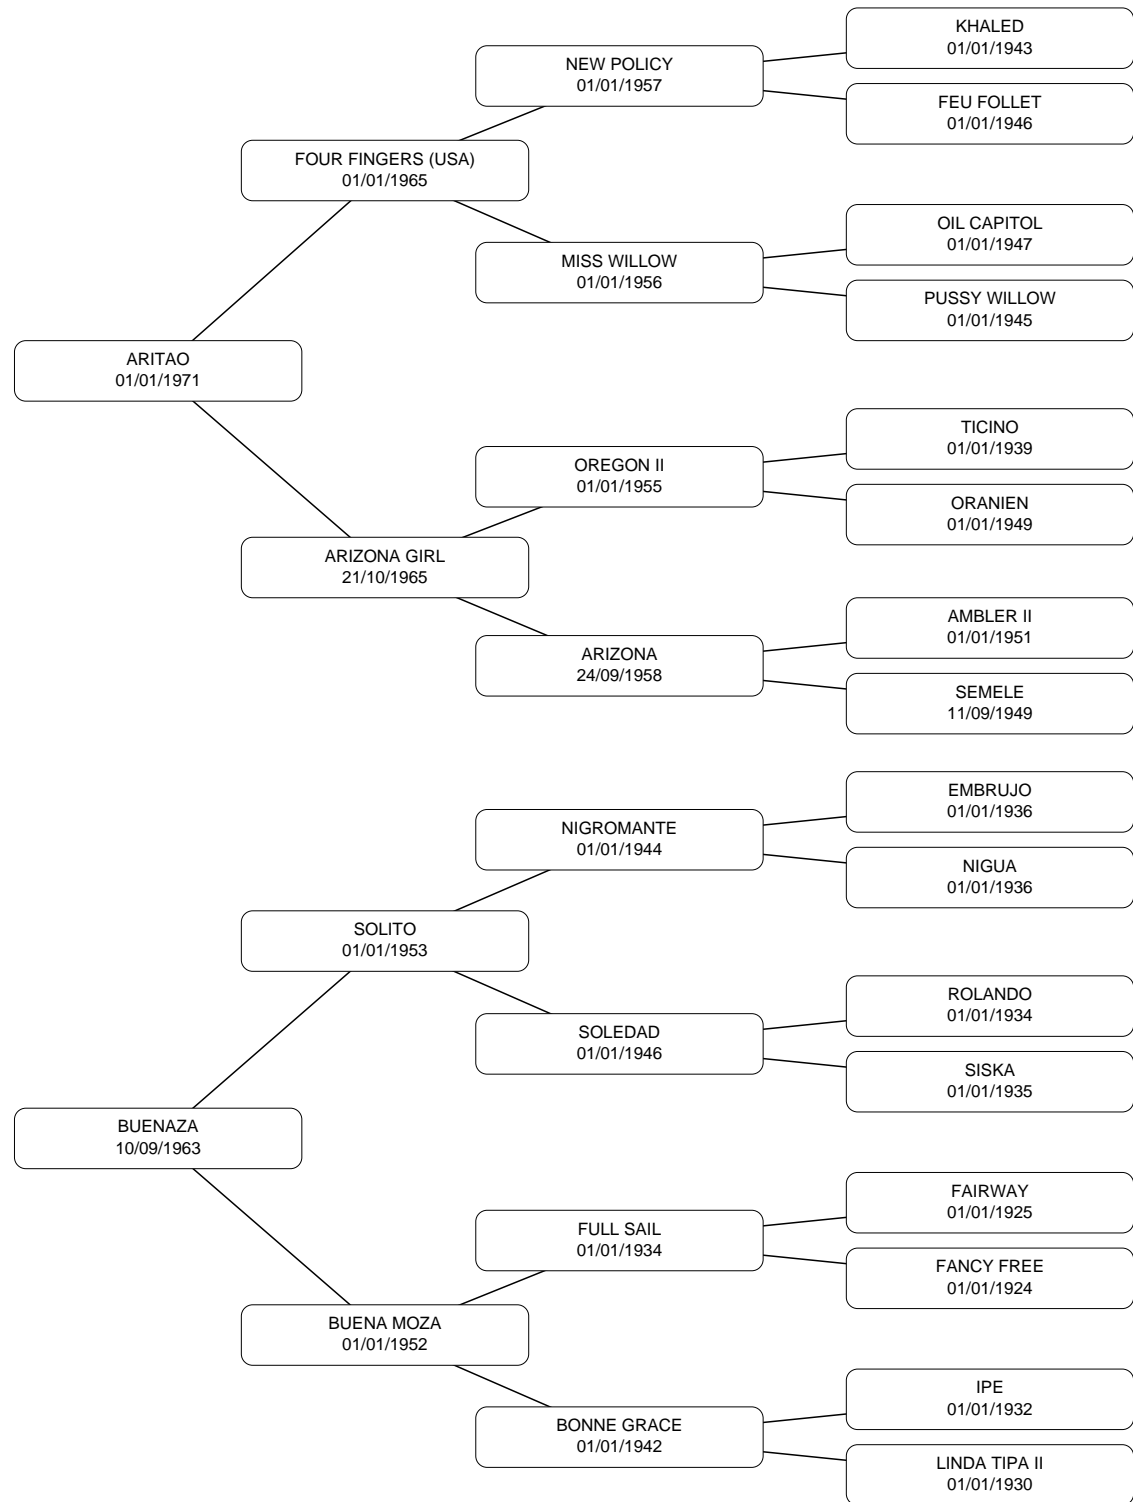 KHALED
01/01/1943
NEW POLICY
01/01/1957
FEU FOLLET
01/01/1946
FOUR FINGERS (USA)
01/01/1965
OIL CAPITOL
01/01/1947
MISS WILLOW
01/01/1956
PUSSY WILLOW
01/01/1945
ARITAO
01/01/1971
TICINO
01/01/1939
OREGON II
01/01/1955
ORANIEN
01/01/1949
ARIZONA GIRL
21/10/1965
AMBLER II
01/01/1951
ARIZONA
24/09/1958
SEMELE
11/09/1949
EMBRUJO
01/01/1936
NIGROMANTE
01/01/1944
NIGUA
01/01/1936
SOLITO
01/01/1953
ROLANDO
01/01/1934
SOLEDAD
01/01/1946
SISKA
01/01/1935
BUENAZA
10/09/1963
FAIRWAY
01/01/1925
FULL SAIL
01/01/1934
FANCY FREE
01/01/1924
BUENA MOZA
01/01/1952
IPE
01/01/1932
BONNE GRACE
01/01/1942
LINDA TIPA II
01/01/1930